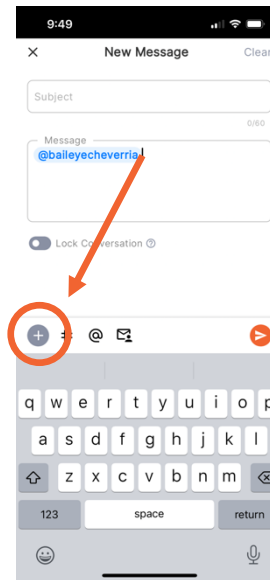 9:49
New Message Clear
Subject
0/60
Message
@baileyecheverria
Lock Conversation
# @
q w e r t y u i o p
a s d f g h j k l
z x c v b n m
123 space return